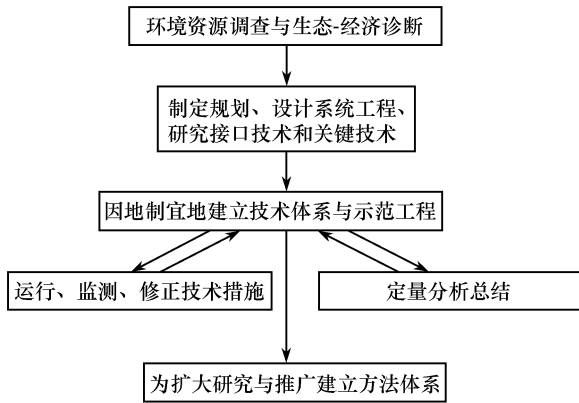 环境资源调查与生态-经济诊断
制定规划、设计系统工程、
研究接口技术和关键技术
因地制宜地建立技术体系与示范工程
运行、监测、修正技术措施
定量分析总结
为扩大研究与推广建立方法体系